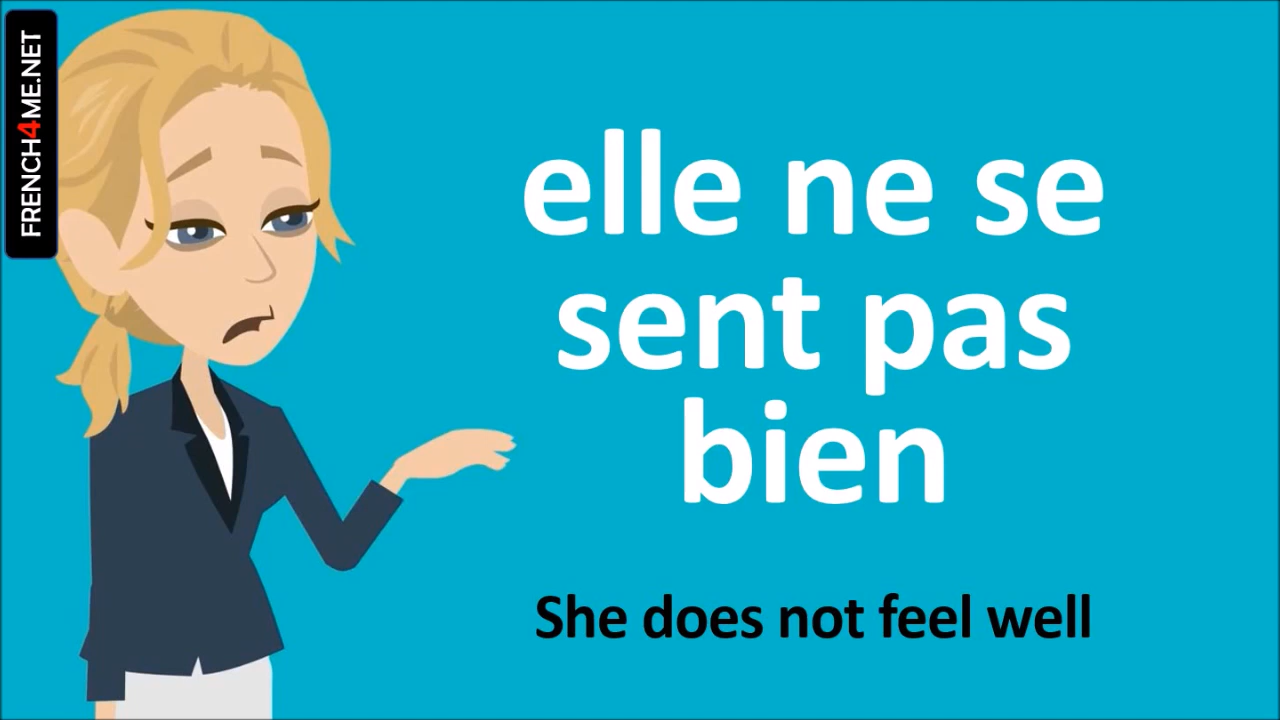 FRENCH4ME.NET
elle ne se
sent pas
bien
She does not feel well